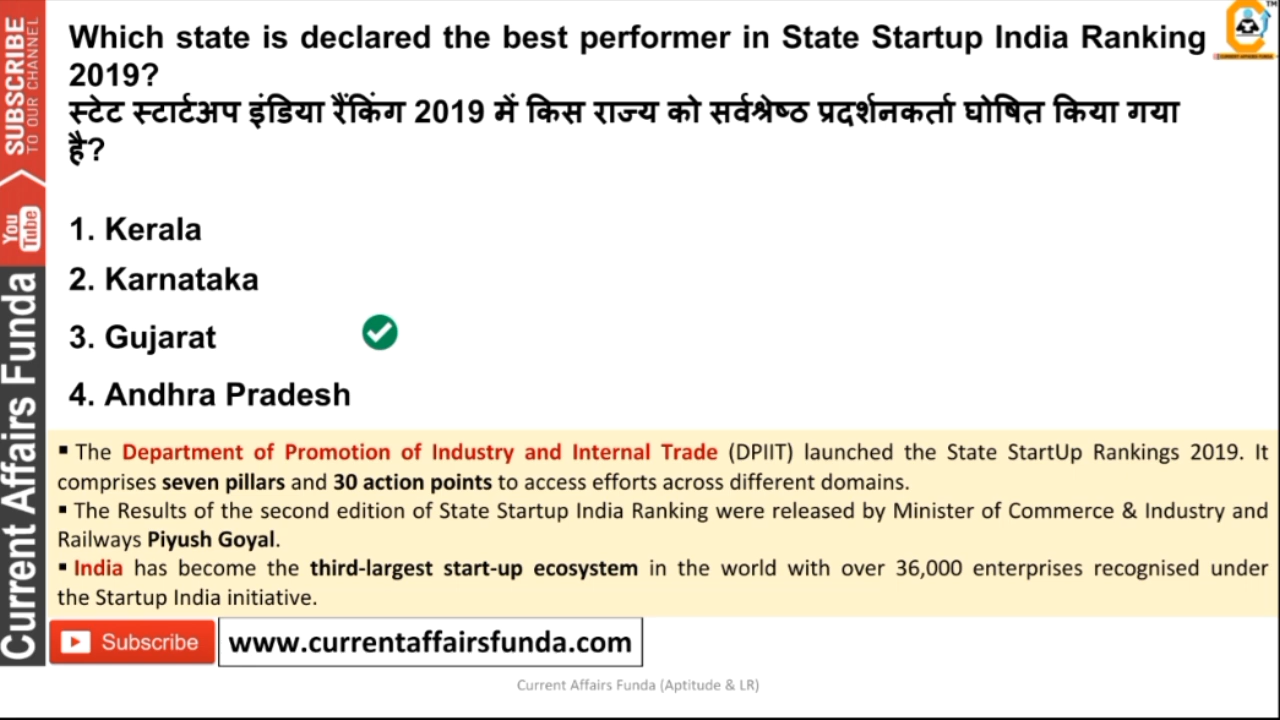 Which state is declared the best performer in State Startup India Ranking
2019?
स्टेट स्टार्टअप इंडिया रैंकिंग 2019 में किस राज्य को सर्वश्रेष्ठ प्रदर्शनकर्ता घोषित किया गया
है?
1. Kerala
2. Karnataka
3. Gujarat
4. Andhra Pradesh
▪ The Department of Promotion of Industry and Internal Trade (DPIIT) launched the State StartUp Rankings 2019. It
comprises seven pillars and 30 action points to access efforts across different domains.
▪ The Results of the second edition of State Startup India Ranking were released by Minister of Commerce & Industry and
Railways Piyush Goyal.
▪ India has become the third-largest start-up ecosystem in the world with over 36,000 enterprises recognised under
the Startup India initiative.
Subscribe
www.currentaffairsfunda.com
Current Affairs Funda (Aptitude & LR)
SUBSCRIBE
TO OUR CHANNEL
You
Tube
Current Affairs Funda
TM
CURRENT AFFAIRS FUNDA